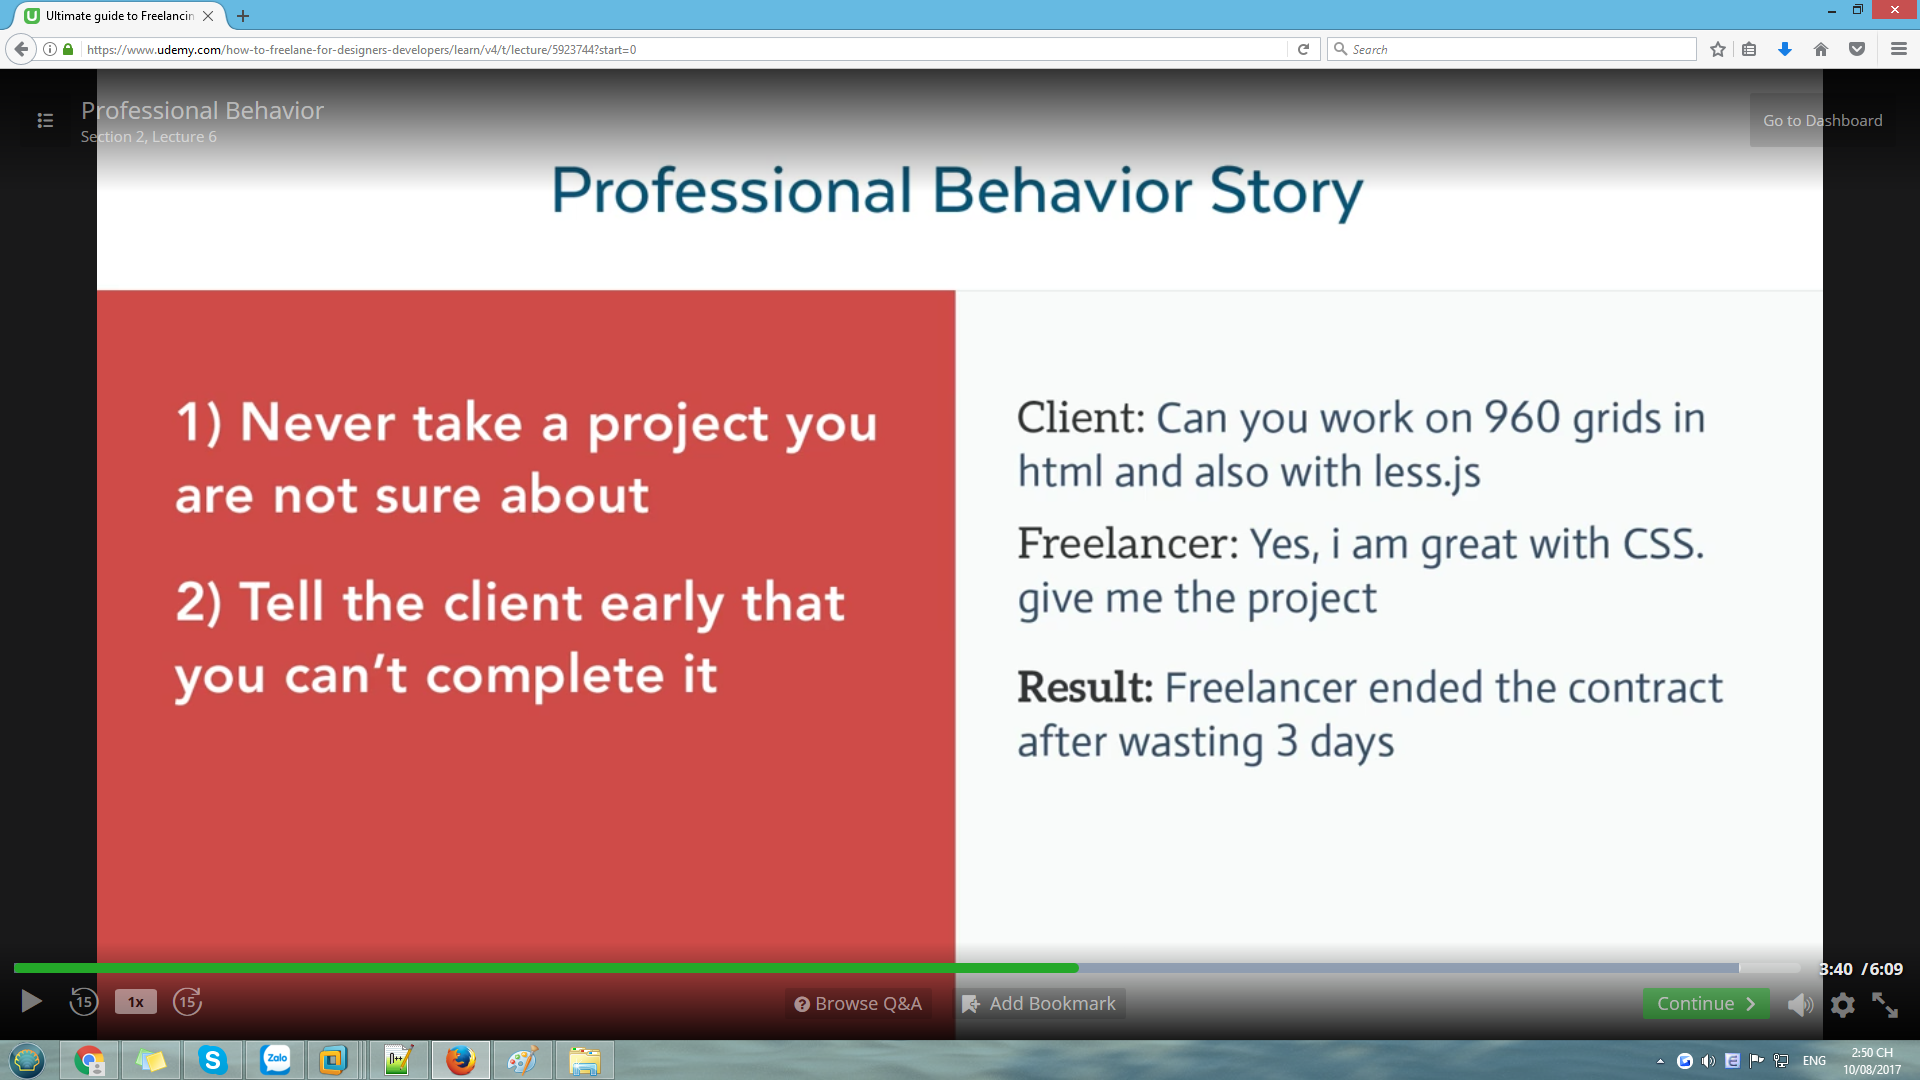 Ultimate guide to Freelancin
https://www.udemy.com/how-to-freelane-for-designers-developers/learn/v4/t/lecture/5923744?start=0
Search
Professional Behavior
Section 2, Lecture 6
Go to Dashboard
Professional Behavior Story
1) Never take a project you
are not sure about
2) Tell the client early that
you can’t complete it
Client: Can you work on 960 grids in
html and also with less.js
Freelancer: Yes, i am great with CSS.
give me the project
Result: Freelancer ended the contract
after wasting 3 days
3:40 / 6:09
15
1x
15
Browse Q&A
Add Bookmark
Continue
Zalo
ENG
2:50 CH
10/08/2017